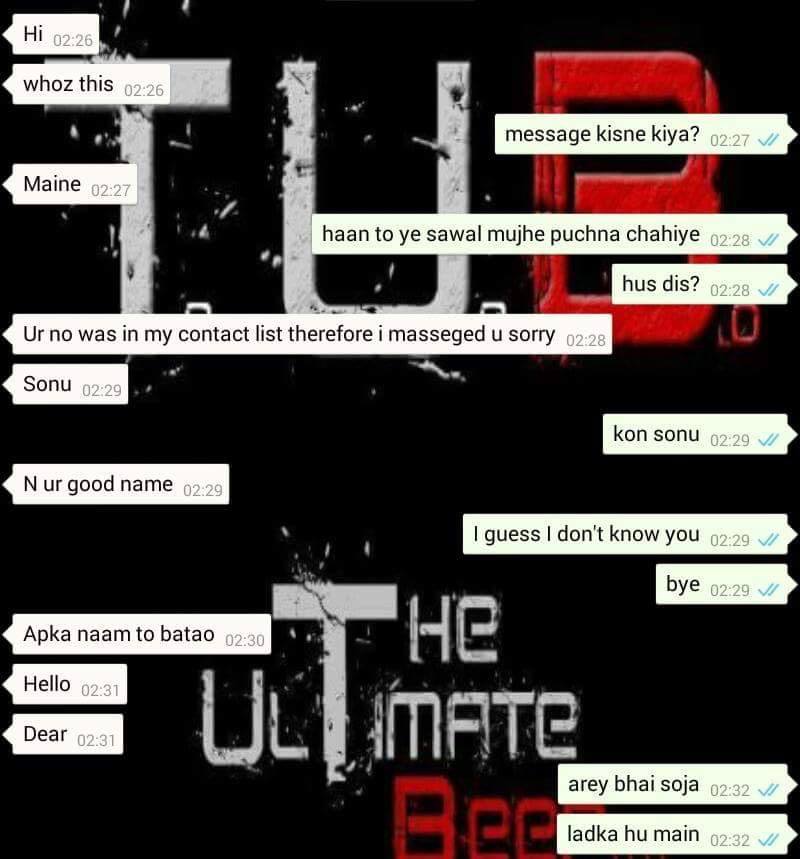 Hi 02:26
whoz this 02:26
message kisne kiya? 02:27
Maine 02:27
haan to ye sawal mujhe puchna chahiye 02:28
hus dis? 02:28
Ur no was in my contact list therefore i masseged u sorry 02:28
Sonu 02:29
kon sonu 02:29
N ur good name 02:29
I guess I don't know you 02:29
bye 02:29
Apka naam to batao 02:30
Hello 02:31
Dear 02:31
arey bhai soja 02:32
ladka hu main 02:32
T.U.B
The
Ultimate